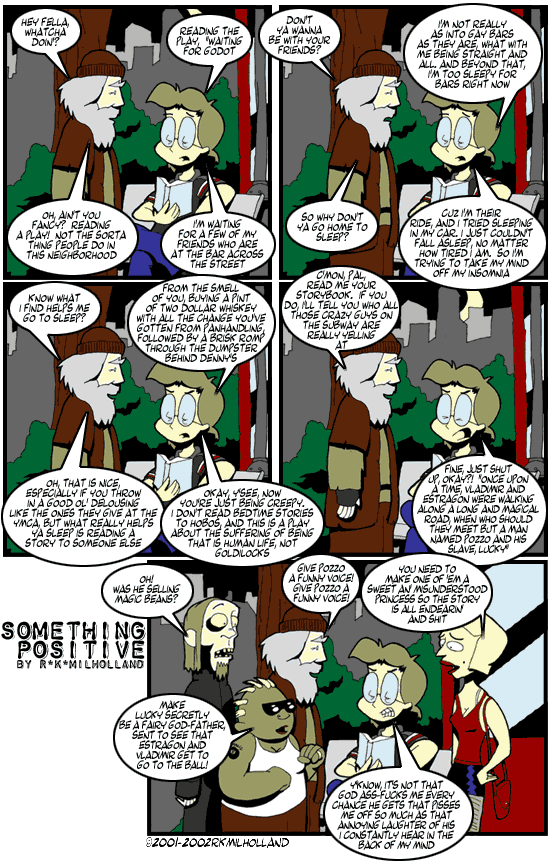 HEY FELLA,
WHATCHA
DOIN'?
READING THE
PLAY, "WAITING
FOR GODOT
OH, AIN'T YOU
FANCY? READING
A PLAY! NOT THE SORTA
THING PEOPLE DO IN
THIS NEIGHBORHOOD
I'M WAITING
FOR A FEW OF MY
FRIENDS WHO ARE
AT THE BAR ACROSS
THE STREET
DON'T
YA WANNA
BE WITH YOUR
FRIENDS?
I'M NOT REALLY
AS INTO GAY BARS
AS THEY ARE, WHAT WITH
ME BEING STRAIGHT AND
ALL. AND BEYOND THAT,
I'M TOO SLEEPY FOR
BARS RIGHT NOW
SO WHY DON'T
YA GO HOME TO
SLEEP?
CUZ I'M THEIR
RIDE, AND I TRIED SLEEPING
IN MY CAR. I JUST COULDN'T
FALL ASLEEP, NO MATTER
HOW TIRED I AM. SO I'M
TRYING TO TAKE MY MIND
OFF MY INSOMNIA
KNOW WHAT
I FIND HELPS ME
GO TO SLEEP?
FROM THE SMELL
OF YOU, BUYING A PINT
OF TWO DOLLAR WHISKEY
WITH ALL THE CHANGE YOU'VE
GOTTEN FROM PANHANDLING,
FOLLOWED BY A BRISK ROMP
THROUGH THE DUMPSTER
BEHIND DENNY'S
OH, THAT IS NICE,
ESPECIALLY IF YOU THROW
IN A GOOD OL' DELOUSING
LIKE THE ONES THEY GIVE AT THE
YMCA, BUT WHAT REALLY HELPS
YA SLEEP IS READING A
STORY TO SOMEONE ELSE
OKAY, Y'SEE, NOW
YOU'RE JUST BEING CREEPY.
I DON'T READ BEDTIME STORIES
TO HOBOS, AND THIS IS A PLAY
ABOUT THE SUFFERING OF BEING
THAT IS HUMAN LIFE, NOT
GOLDILOCKS
C'MON, PAL,
READ ME YOUR
STORYBOOK. IF YOU
DO, I'LL TELL YOU WHO ALL
THOSE CRAZY GUYS ON
THE SUBWAY ARE
REALLY YELLING
AT
FINE, JUST SHUT
UP, OKAY?! "ONCE UPON
A TIME, VLADIMIR AND
ESTRAGON WERE WALKING
ALONG A LONG AND MAGICAL
ROAD, WHEN WHO SHOULD
THEY MEET BUT A MAN
NAMED POZZO AND HIS
SLAVE, LUCKY"
SOMETHING
POSITIVE
BY R*K*MILHOLLAND
OH!
WAS HE SELLING
MAGIC BEANS?
GIVE POZZO
A FUNNY VOICE!
GIVE POZZO A
FUNNY VOICE!
YOU NEED TO
MAKE ONE OF 'EM A
SWEET AN' MISUNDERSTOOD
PRINCESS SO THE STORY
IS ALL ENDEARIN'
AND SHIT
MAKE
LUCKY SECRETLY
BE A FAIRY GOD-FATHER,
SENT TO SEE THAT
ESTRAGON AND
VLADIMIR GET TO
GO TO THE BALL!
Y'KNOW, IT'S NOT THAT
GOD ASS-FUCKS ME EVERY
CHANCE HE GETS THAT PISSES
ME OFF SO MUCH AS THAT
ANNOYING LAUGHTER OF HIS
I CONSTANTLY HEAR IN THE
BACK OF MY MIND
©2001-2002RKMILHOLLAND